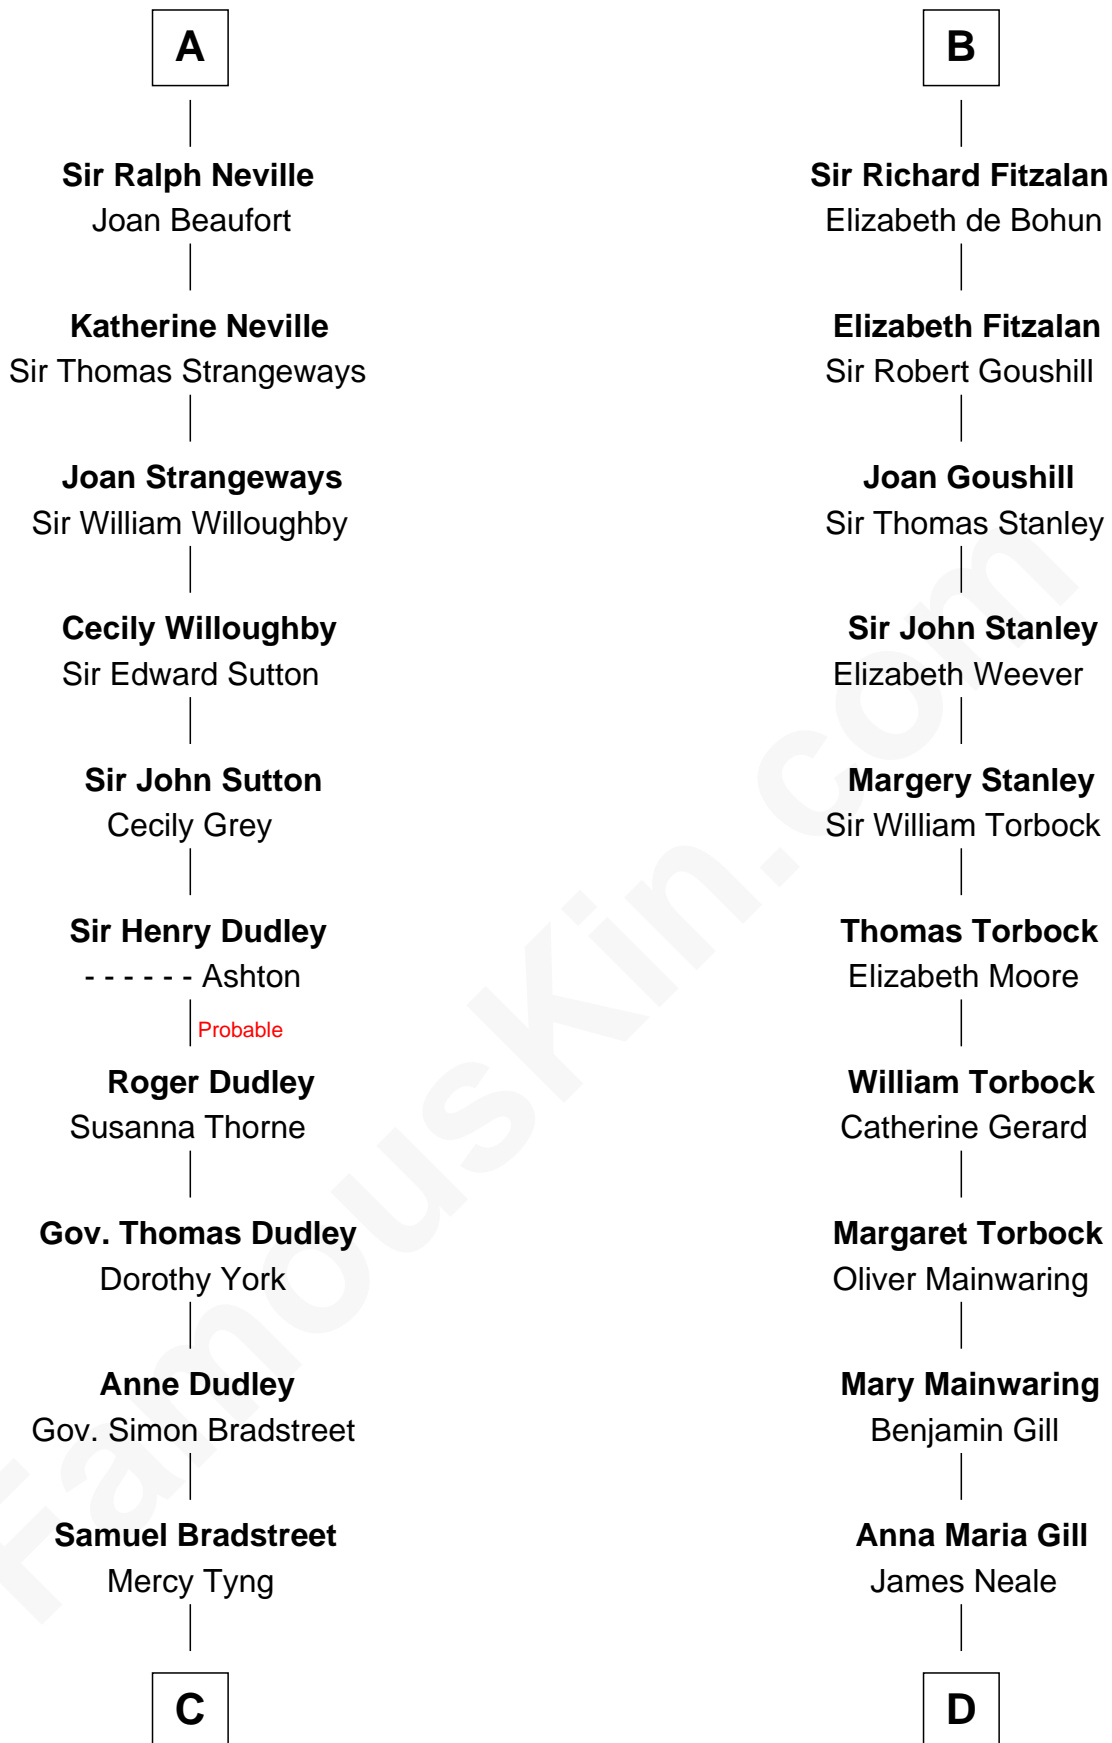 A
Sir Ralph Neville
Joan Beaufort
Katherine Neville
Sir Thomas Strangeways
Joan Strangeways
Sir William Willoughby
Cecily Willoughby
Sir Edward Sutton
Sir John Sutton
Cecily Grey
Sir Henry Dudley
- - - - - - Ashton
Probable
Roger Dudley
Susanna Thorne
Gov. Thomas Dudley
Dorothy York
Anne Dudley
Gov. Simon Bradstreet
Samuel Bradstreet
Mercy Tyng
C
B
Sir Richard Fitzalan
Elizabeth de Bohun
Elizabeth Fitzalan
Sir Robert Goushill
Joan Goushill
Sir Thomas Stanley
Sir John Stanley
Elizabeth Weever
Margery Stanley
Sir William Torbock
Thomas Torbock
Elizabeth Moore
William Torbock
Catherine Gerard
Margaret Torbock
Oliver Mainwaring
Mary Mainwaring
Benjamin Gill
Anna Maria Gill
James Neale
D
FamousKin.com